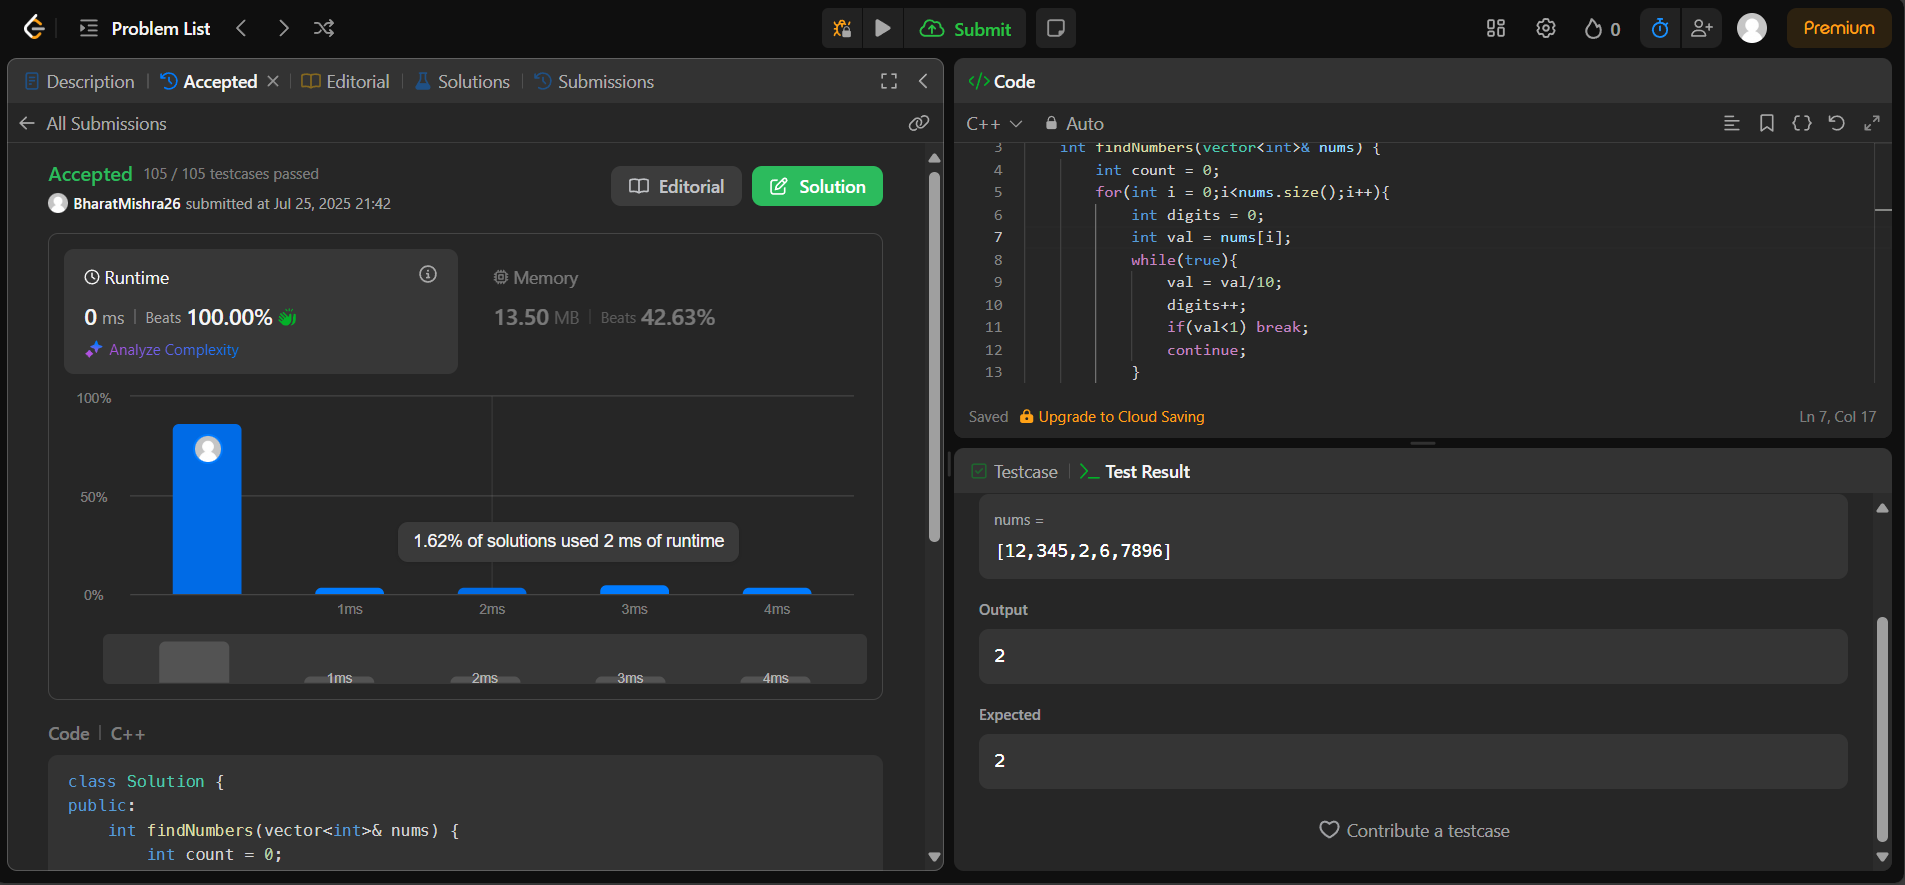 Problem List
Submit
0
Premium
Description
Accepted
Editorial
Solutions
Submissions
All Submissions
Accepted 105 / 105 testcases passed
BharatMishra26 submitted at Jul 25, 2025 21:42
Editorial
Solution
Runtime
0 ms | Beats 100.00%
Analyze Complexity
Memory
13.50 MB | Beats 42.63%
100%
50%
0%
1.62% of solutions used 2 ms of runtime
1ms 2ms 3ms 4ms
1ms 2ms 3ms 4ms
Code | C++
class Solution {
public:
    int findNumbers(vector<int>& nums) {
        int count = 0;
</> Code
C++ Auto
3 int findNumbers(vector<int>& nums) {
4 int count = 0;
5 for(int i = 0;i<nums.size();i++){
6 int digits = 0;
7 int val = nums[i];
8 while(true){
9 val = val/10;
10 digits++;
11 if(val<1) break;
12 continue;
13 }
Saved Upgrade to Cloud Saving
Ln 7, Col 17
Testcase
Test Result
nums =
[12,345,2,6,7896]
Output
2
Expected
2
Contribute a testcase